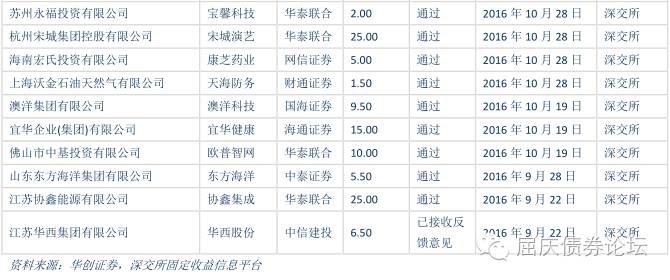 苏州永福投资有限公司 宝馨科技 华泰联合 2.00 通过 2016 年 10 月 28 日 深交所
杭州宋城集团控股有限公司 宋城演艺 华泰联合 25.00 通过 2016 年 10 月 28 日 深交所
海南宏氏投资有限公司 康芝药业 网信证券 5.00 通过 2016 年 10 月 28 日 深交所
上海沃金石油天然气有限公司 天海防务 财通证券 1.50 通过 2016 年 10 月 28 日 深交所
澳洋集团有限公司 澳洋科技 国海证券 9.50 通过 2016 年 10 月 19 日 深交所
宜华企业(集团)有限公司 宜华健康 海通证券 15.00 通过 2016 年 10 月 19 日 深交所
佛山市中基投资有限公司 欧普智网 华泰联合 10.00 通过 2016 年 10 月 19 日 深交所
山东东方海洋集团有限公司 东方海洋 中泰证券 5.50 通过 2016 年 9 月 28 日 深交所
江苏协鑫能源有限公司 协鑫集成 华泰联合 25.00 通过 2016 年 9 月 22 日 深交所
江苏华西集团有限公司 华西股份 中信建投 6.50 已接收反 2016 年 9 月 22 日 深交所
馈意见
资料来源：华创证券，深交所固定收益信息平台
屈庆债券论坛